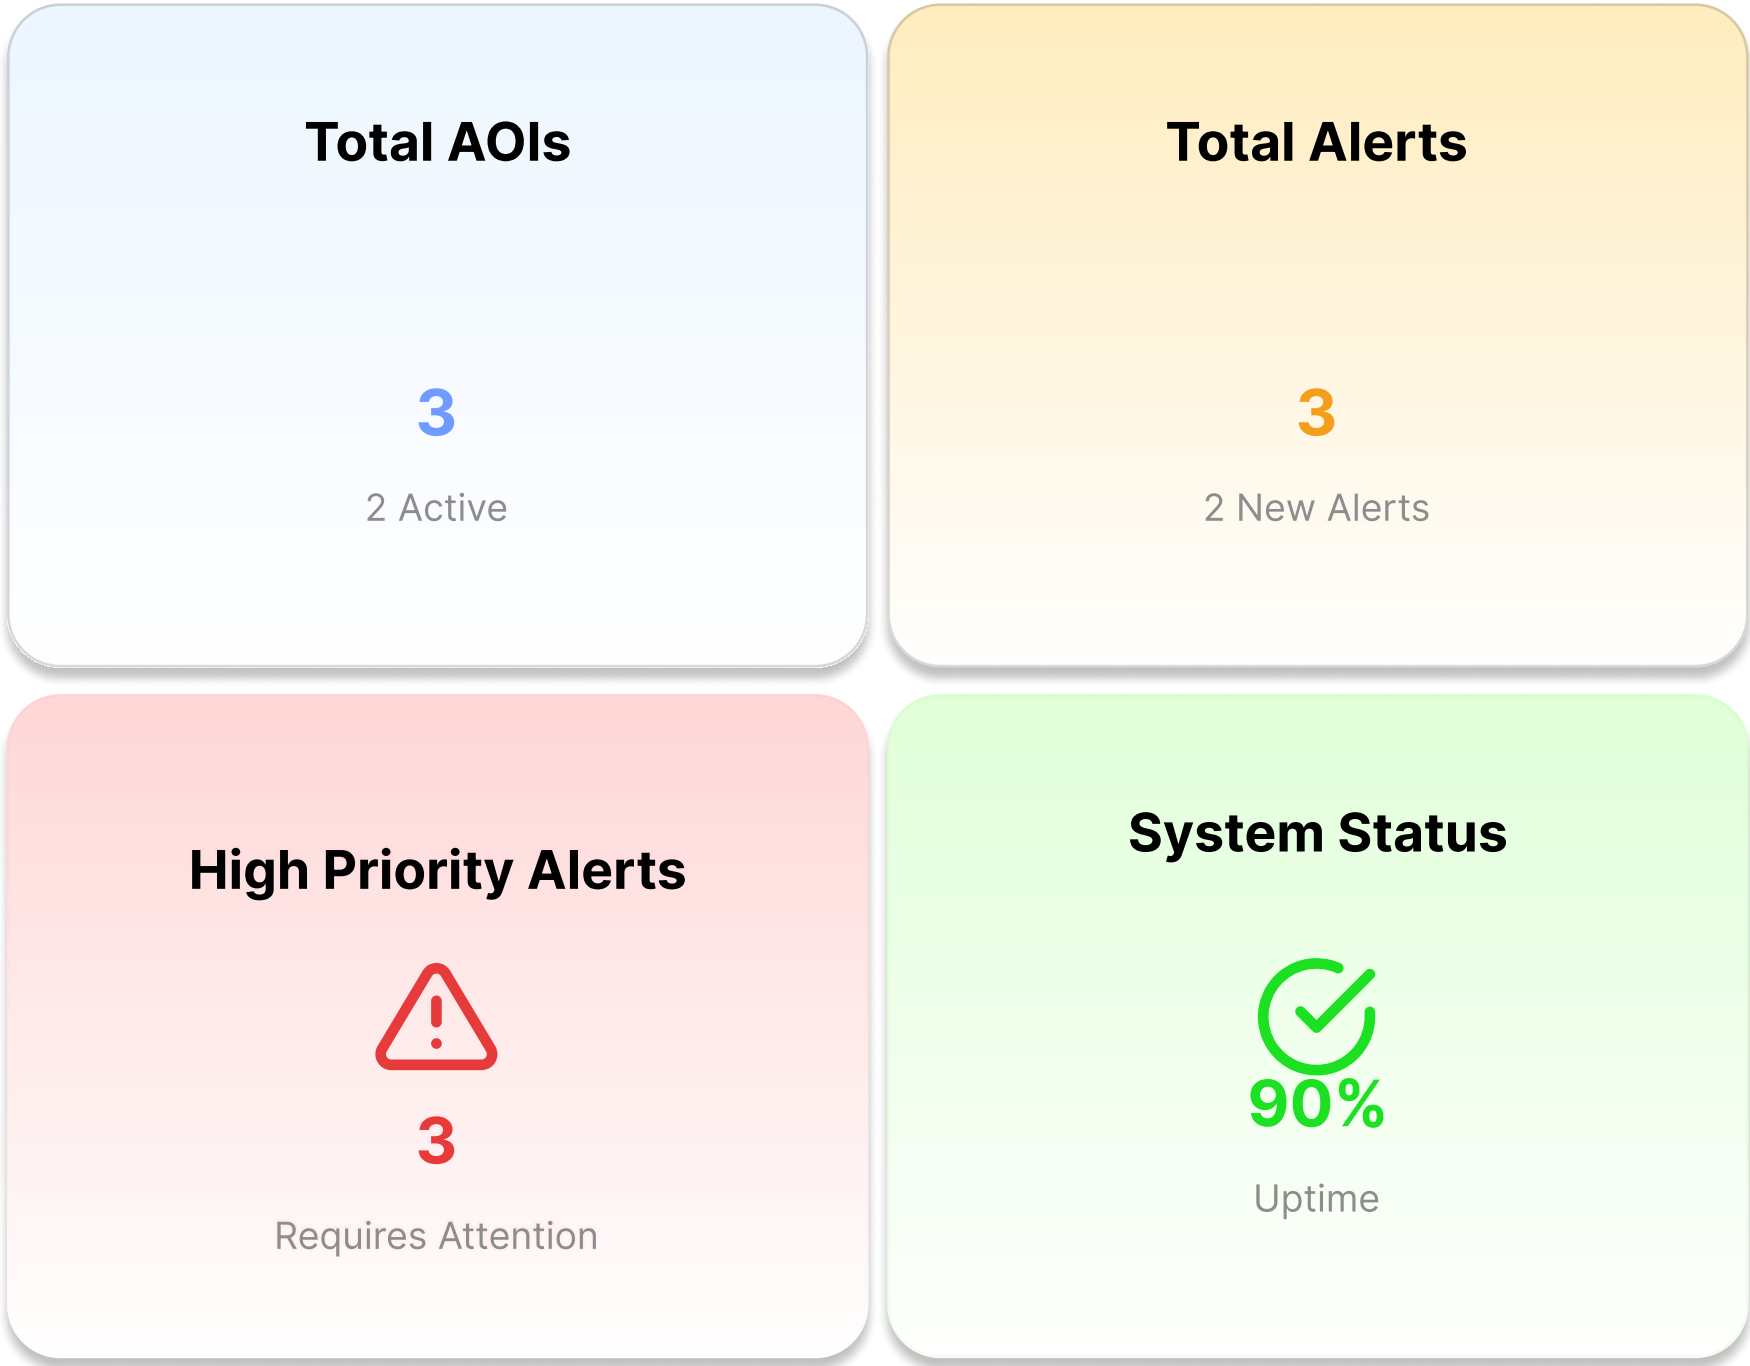 Total AOIs
3
2 Active
Total Alerts
3
2 New Alerts
High Priority Alerts
3
Requires Attention
System Status
90%
Uptime